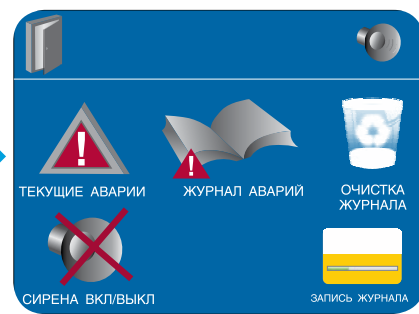 ТЕКУЩИЕ АВАРИИ
ЖУРНАЛ АВАРИЙ
ОЧИСТКА
ЖУРНАЛА
СИРЕНА ВКЛ/ВЫКЛ
ЗАПИСЬ ЖУРНАЛА